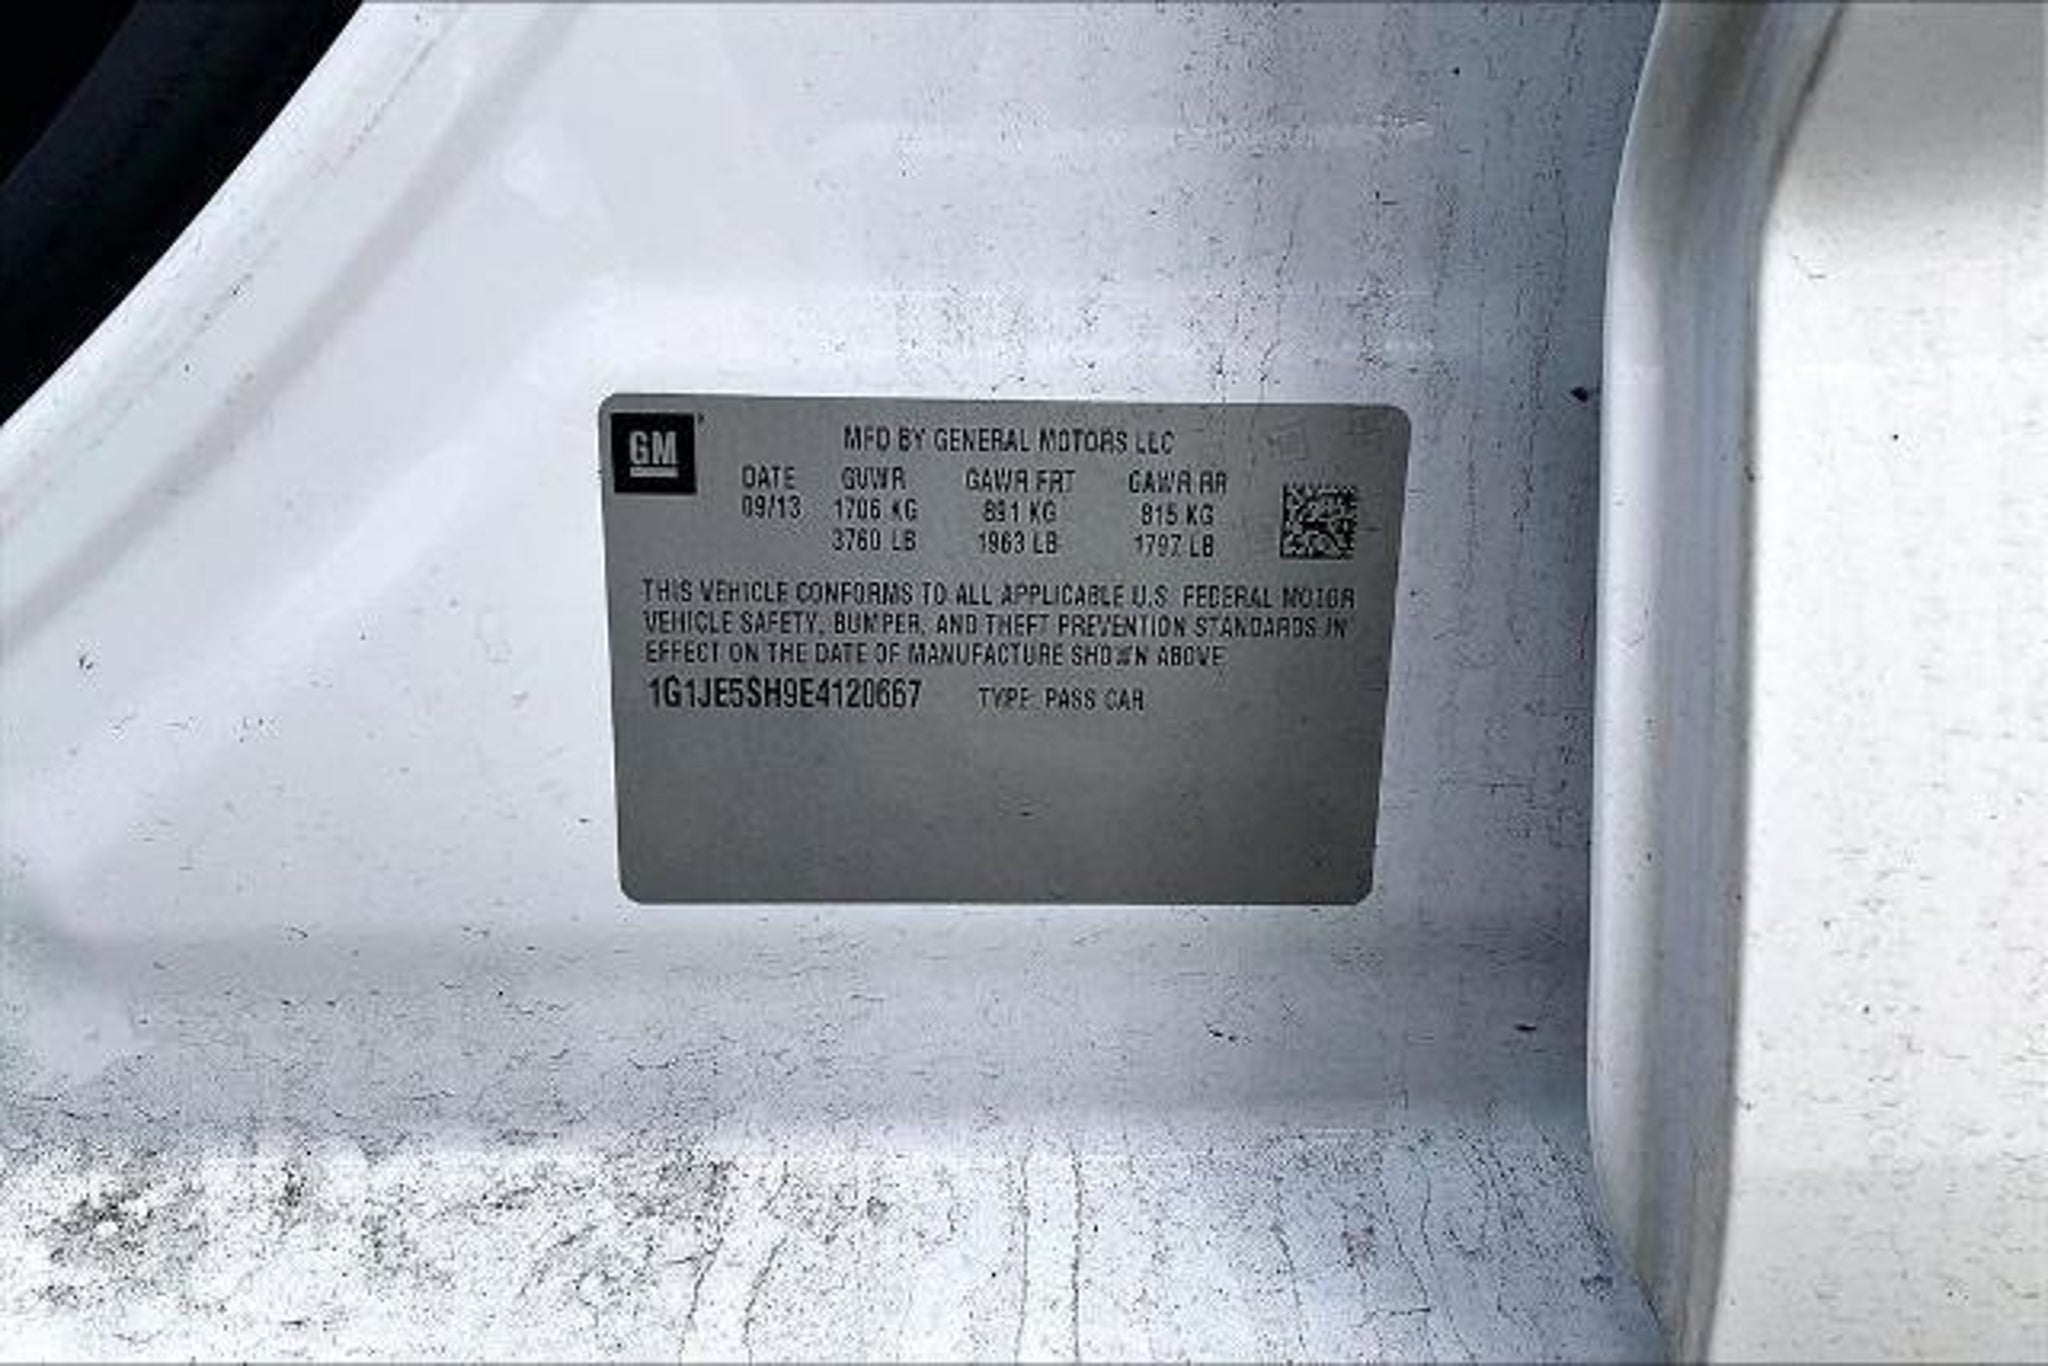 GM
MFD BY GENERAL MOTORS LLC
DATE GVWR GAWR FRT GAWR RR
09/13 1706 KG 891 KG 815 KG
3760 LB 1963 LB 1797 LB
THIS VEHICLE CONFORMS TO ALL APPLICABLE U.S. FEDERAL MOTOR
VEHICLE SAFETY, BUMPER, AND THEFT PREVENTION STANDARDS IN
EFFECT ON THE DATE OF MANUFACTURE SHOWN ABOVE
1G1JE5SH9E4120667 TYPE: PASS CAR